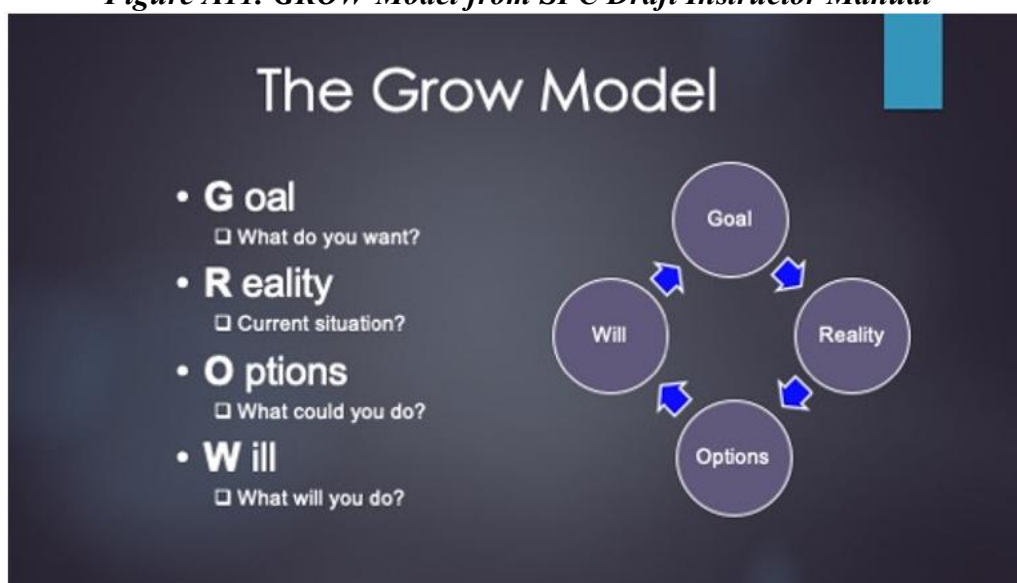 Figure A11: GROW Model from SPC Draft Instructor Manual
The Grow Model
• G oal
❑ What do you want?
• R eality
❑ Current situation?
• O ptions
❑ What could you do?
• W ill
❑ What will you do?
Goal
Reality
Options
Will